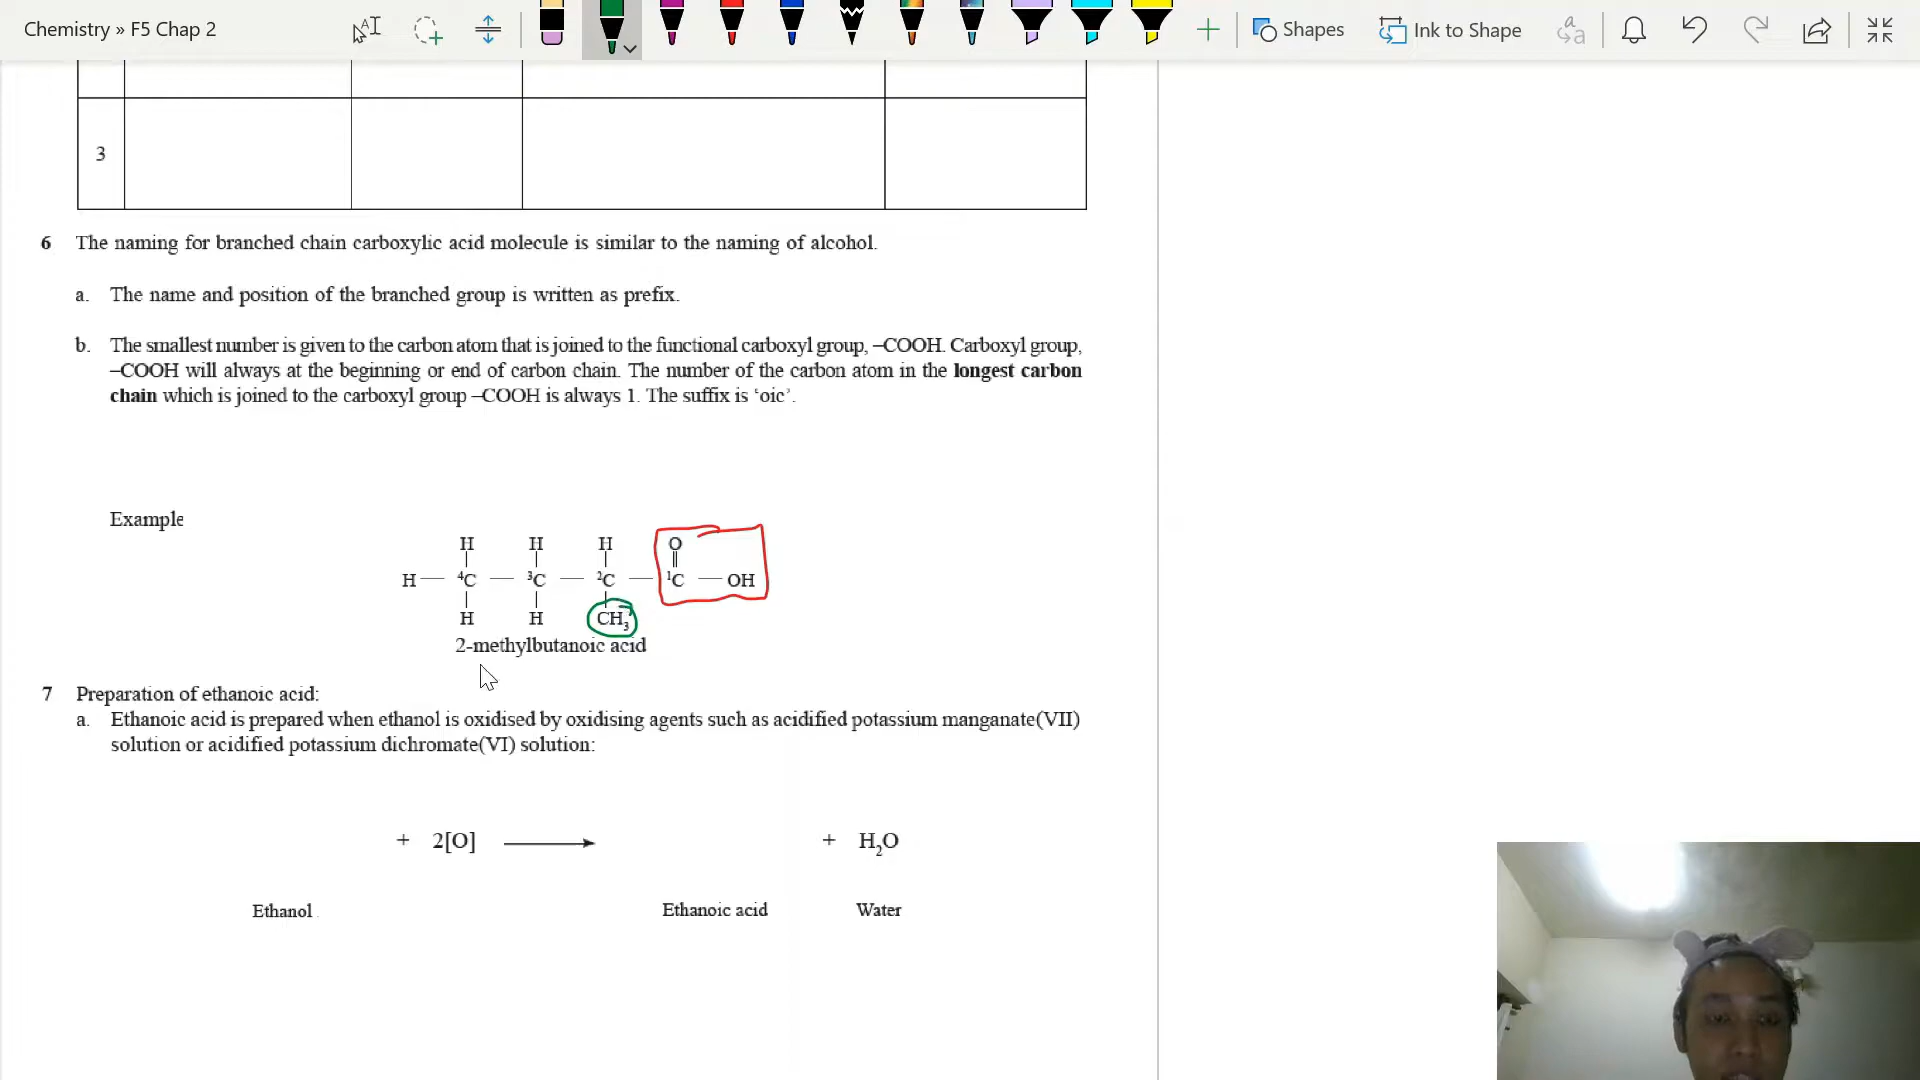 Chemistry » F5 Chap 2
Shapes
Ink to Shape
3
6 The naming for branched chain carboxylic acid molecule is similar to the naming of alcohol.
a. The name and position of the branched group is written as prefix.
b. The smallest number is given to the carbon atom that is joined to the functional carboxyl group, –COOH. Carboxyl group,
–COOH will always at the beginning or end of carbon chain. The number of the carbon atom in the longest carbon
chain which is joined to the carboxyl group –COOH is always 1. The suffix is ‘oic’.
Example
H H H O
H — ⁴C — ³C — ²C — ¹C — OH
H H CH₃
2-methylbutanoic acid
7 Preparation of ethanoic acid:
a. Ethanoic acid is prepared when ethanol is oxidised by oxidising agents such as acidified potassium manganate(VII)
solution or acidified potassium dichromate(VI) solution:
+ 2[O] → + H₂O
Ethanol Ethanoic acid Water